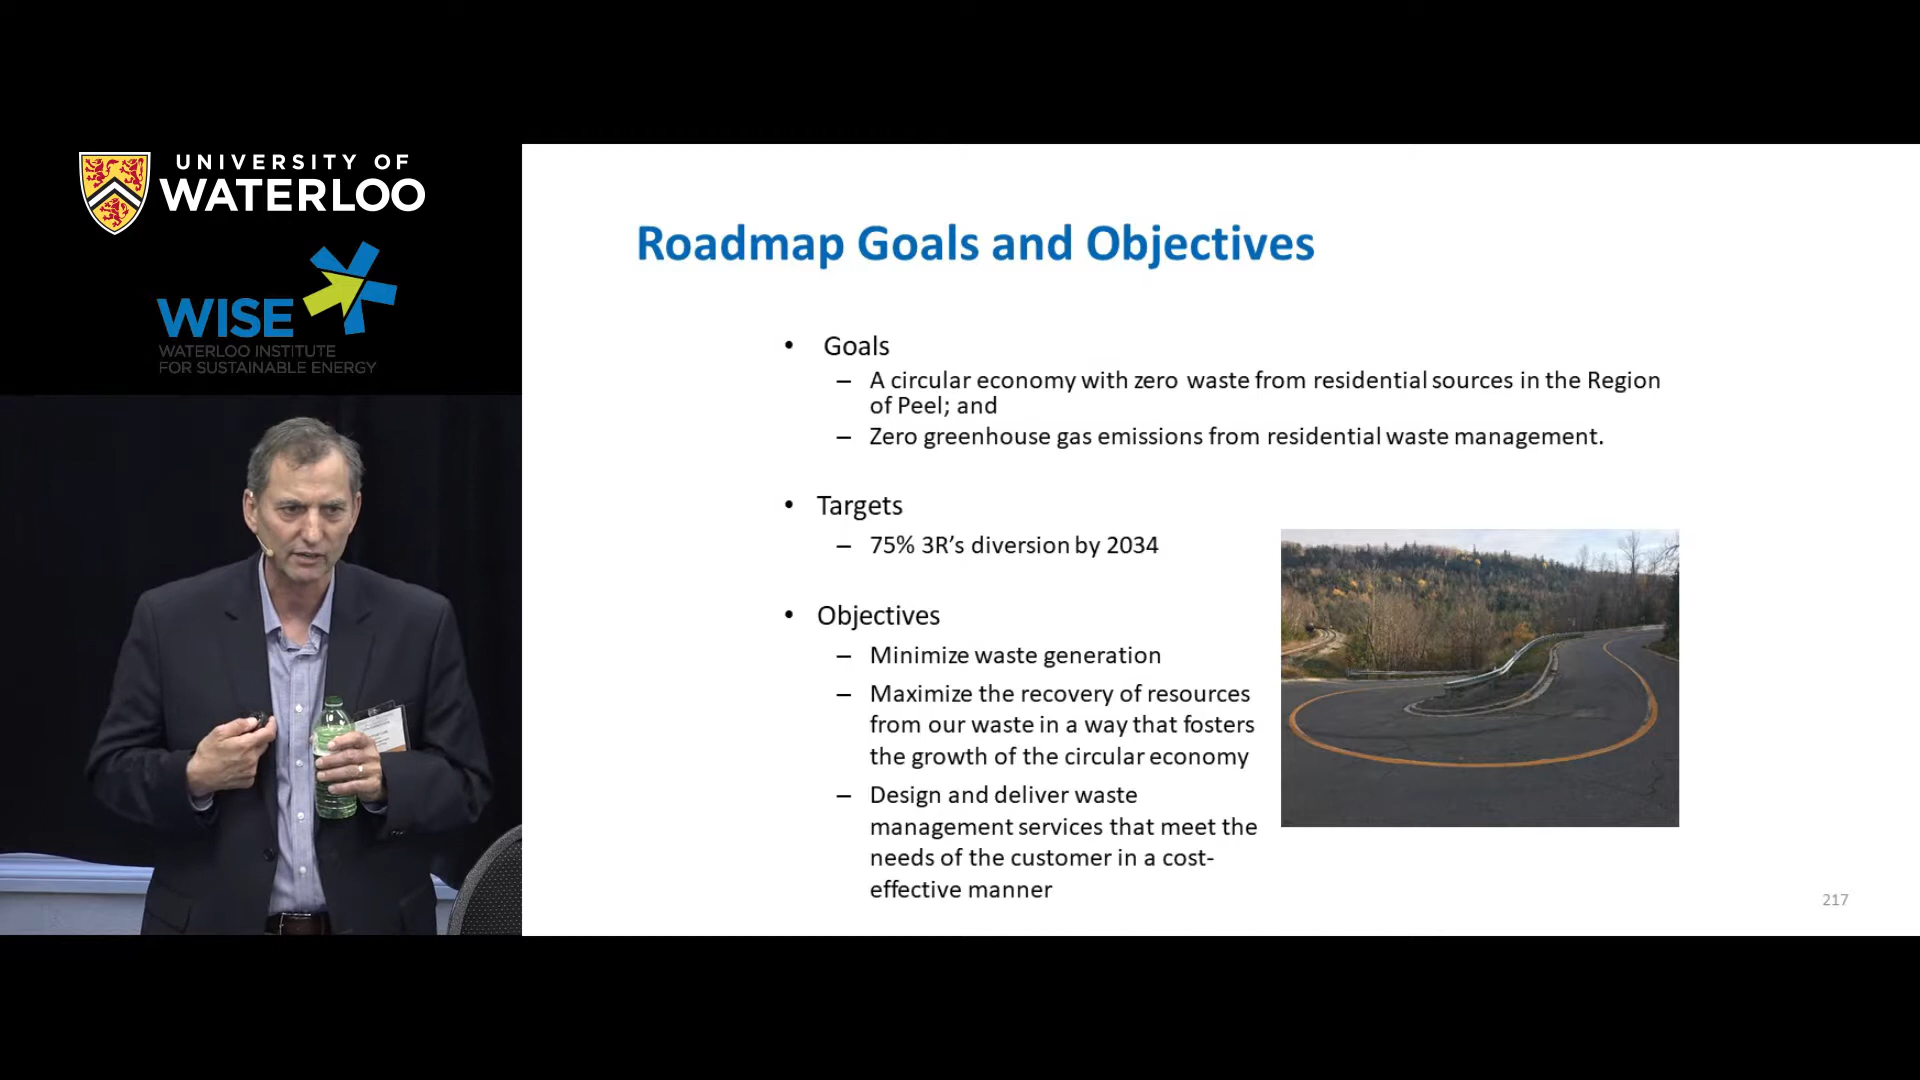 UNIVERSITY OF
WATERLOO
WISE
WATERLOO INSTITUTE
FOR SUSTAINABLE ENERGY
Roadmap Goals and Objectives
• Goals
– A circular economy with zero waste from residential sources in the Region
of Peel; and
– Zero greenhouse gas emissions from residential waste management.
• Targets
– 75% 3R’s diversion by 2034
• Objectives
– Minimize waste generation
– Maximize the recovery of resources
from our waste in a way that fosters
the growth of the circular economy
– Design and deliver waste
management services that meet the
needs of the customer in a cost-
effective manner
217